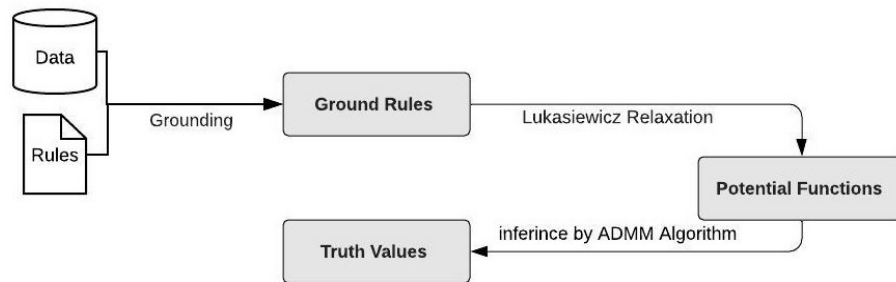 Data
Rules
Grounding
Ground Rules
Lukasiewicz Relaxation
Potential Functions
inferince by ADMM Algorithm
Truth Values